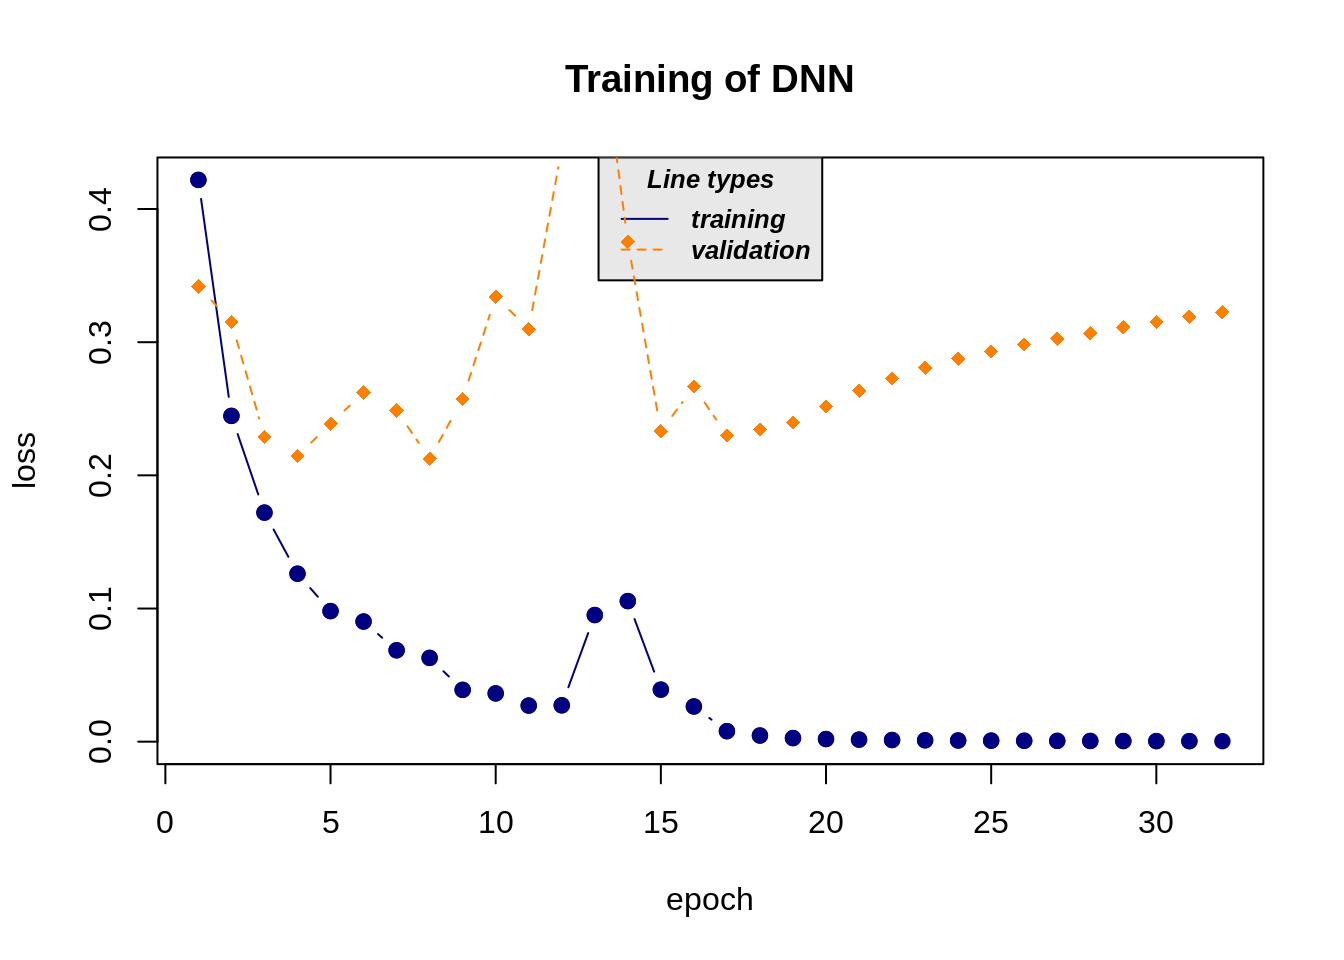 Training of DNN
Line types
training
validation
loss
0.4
0.3
0.2
0.1
0.0
0 5 10 15 20 25 30
epoch